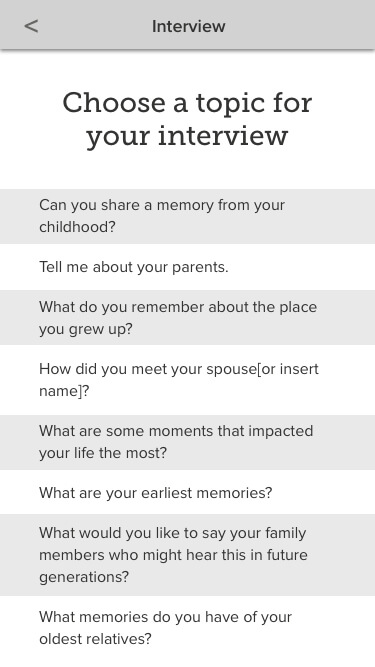 < Interview
Choose a topic for
your interview
Can you share a memory from your
childhood?
Tell me about your parents.
What do you remember about the place
you grew up?
How did you meet your spouse[or insert
name]?
What are some moments that impacted
your life the most?
What are your earliest memories?
What would you like to say your family
members who might hear this in future
generations?
What memories do you have of your
oldest relatives?